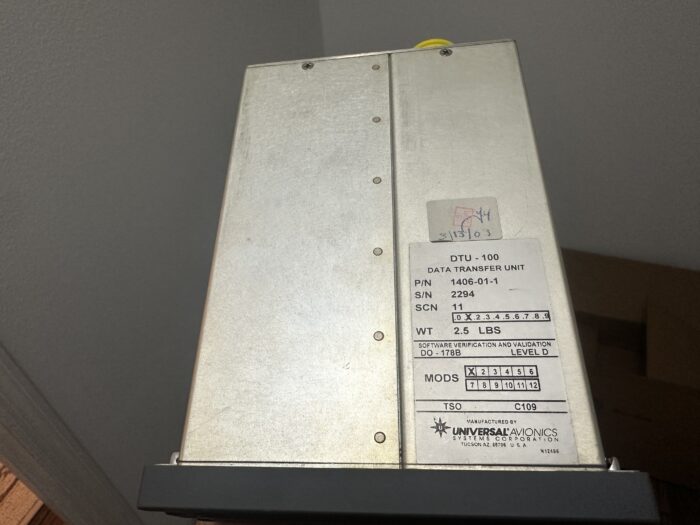 3/13/03
DTU - 100
DATA TRANSFER UNIT
P/N 1406-01-1
S/N 2294
SCN 11
.0 X .2 .3 .4 .5 .6 .7 .8 .9
WT 2.5 LBS
SOFTWARE VERIFICATION AND VALIDATION
DO - 178B LEVEL D
MODS X 2 3 4 5 6
7 8 9 10 11 12
TSO C109
MANUFACTURED BY
UNIVERSAL AVIONICS
SYSTEMS CORPORATION
TUCSON AZ, 85706 U.S.A